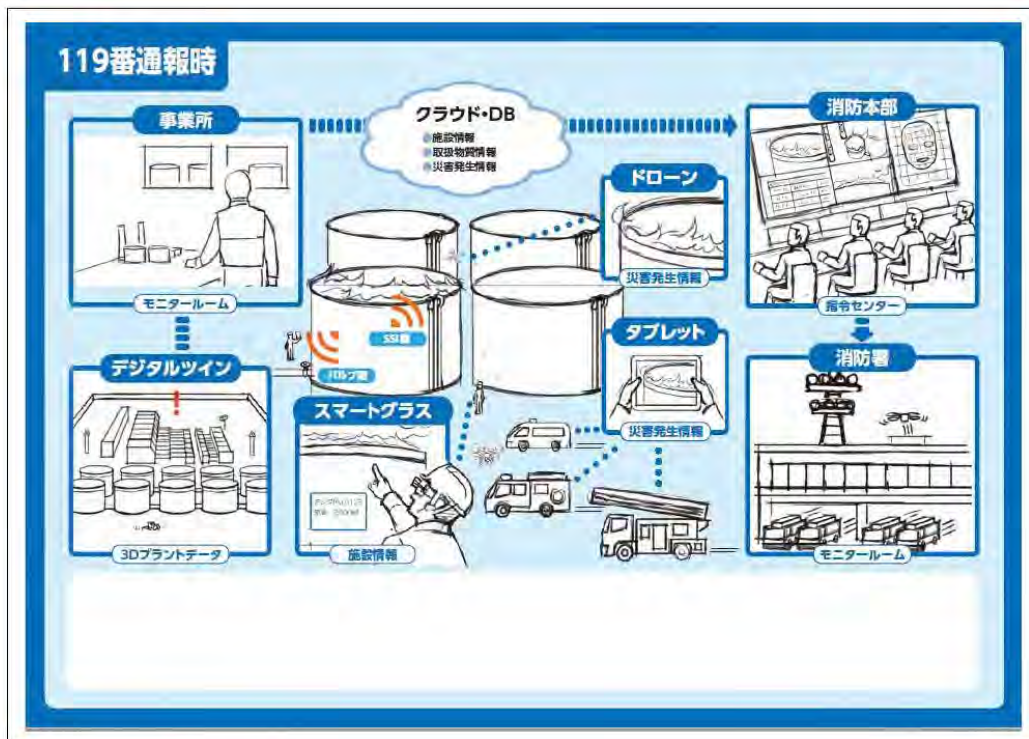 119番通報時
事業所
モニタールーム
クラウド・DB
施設情報
取扱物質情報
災害発生情報
消防本部
指令センター
ドローン
災害発生情報
デジタルツイン
3Dプラントデータ
SSI盤
スマートグラス
施設情報
タブレット
災害発生情報
消防署
モニタールーム